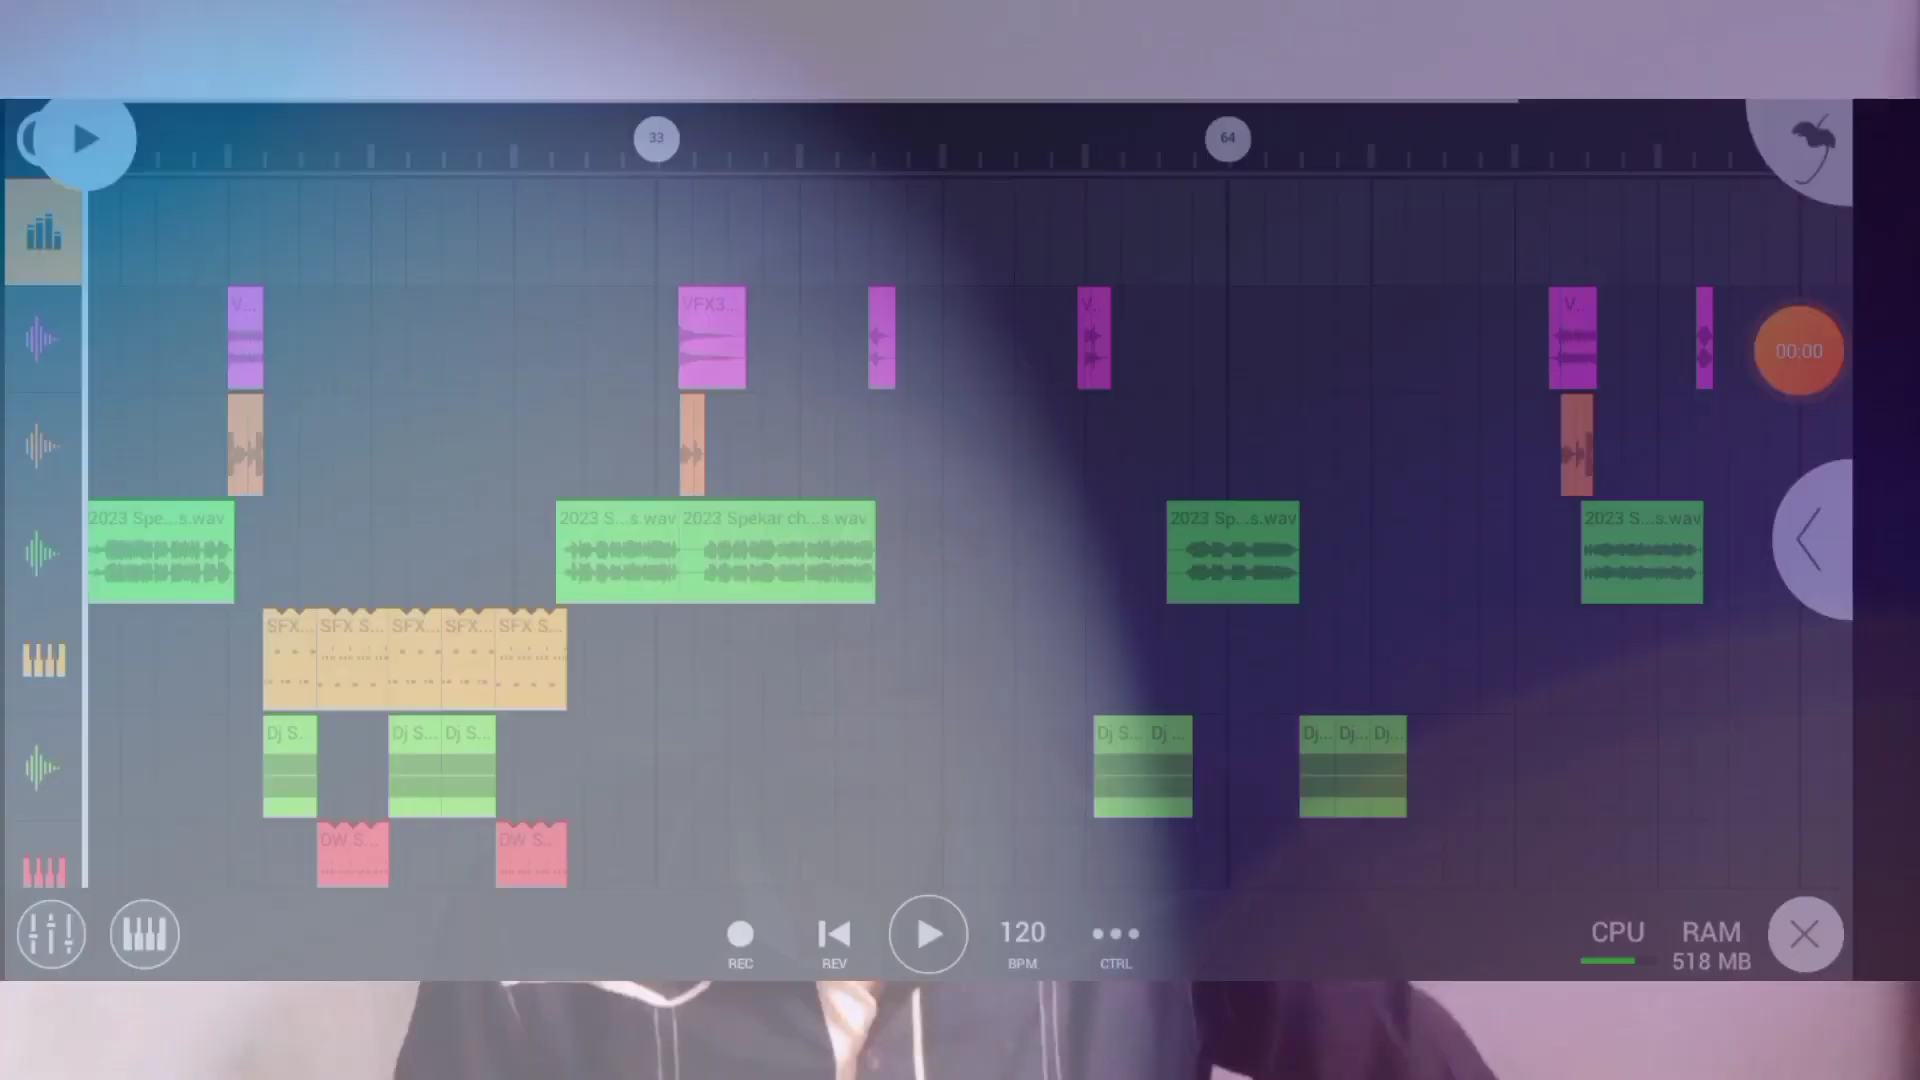 33
64
V...
VFX3...
V..
V..
00:00
2023 Spe...s.wav
2023 S...s.wav
2023 Spekar ch...s.wav
2023 Sp...s.wav
2023 S...s.wav
SFX...
SFX S...
SFX...
SFX...
SFX S...
Dj S.
Dj S...
Dj S...
Dj S...
Dj ...
Dj...
Dj...
Dj...
DW S...
DW S..
120
CPU
RAM
REC
REV
BPM
CTRL
518 MB